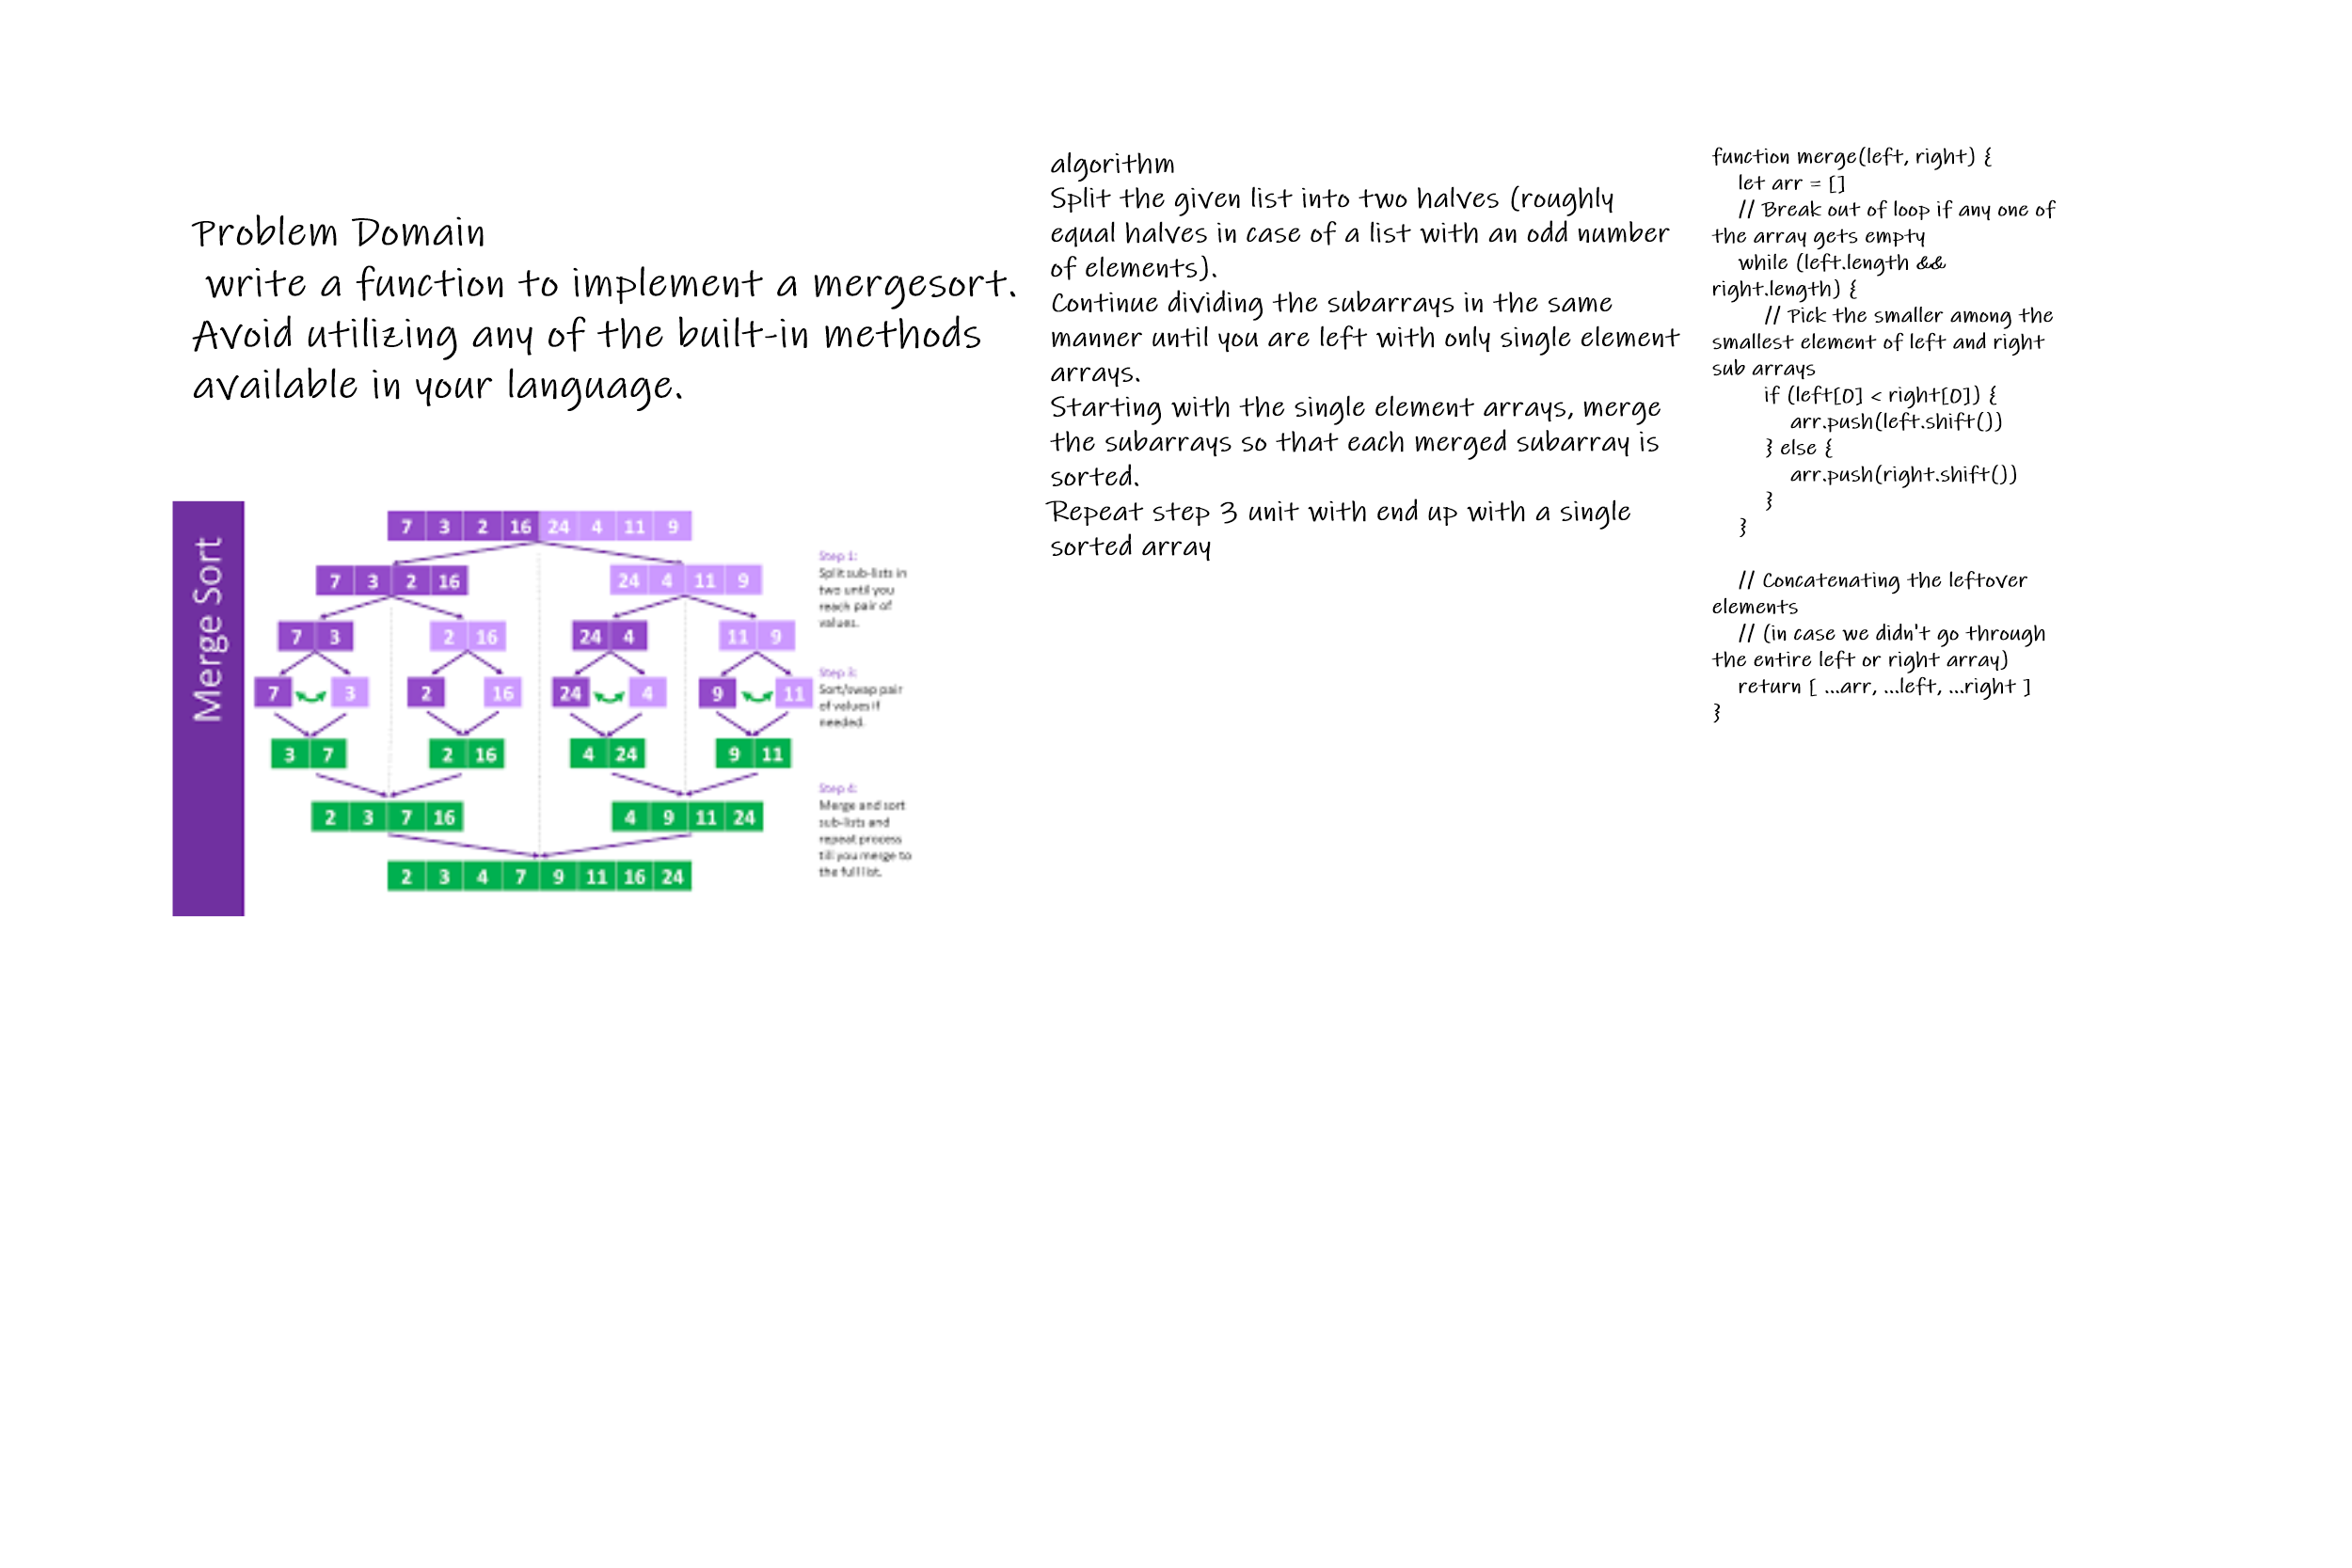 Problem Domain
write a function to implement a mergesort.
Avoid utilizing any of the built-in methods
available in your language.
Merge Sort
7 3 2 16 24 4 11 9
7 3 2 16 24 4 11 9
7 3 2 16 24 4 11 9
7 3 2 16 24 4 9 11
3 7 2 16 4 24 9 11
2 3 7 16 4 9 11 24
2 3 4 7 9 11 16 24
Step 1:
Split sub-lists in
two until you
reach pair of
values.
Step 3:
Sort/swap pair
of values if
needed.
Step 4:
Merge and sort
sub-lists and
repeat process
till you merge to
the full list.
algorithm
Split the given list into two halves (roughly
equal halves in case of a list with an odd number
of elements).
Continue dividing the subarrays in the same
manner until you are left with only single element
arrays.
Starting with the single element arrays, merge
the subarrays so that each merged subarray is
sorted.
Repeat step 3 unit with end up with a single
sorted array
function merge(left, right) {
let arr = []
// Break out of loop if any one of
the array gets empty
while (left.length &&
right.length) {
// Pick the smaller among the
smallest element of left and right
sub arrays
if (left[0] < right[0]) {
arr.push(left.shift())
} else {
arr.push(right.shift())
}
}
// Concatenating the leftover
elements
// (in case we didn't go through
the entire left or right array)
return [ ...arr, ...left, ...right ]
}